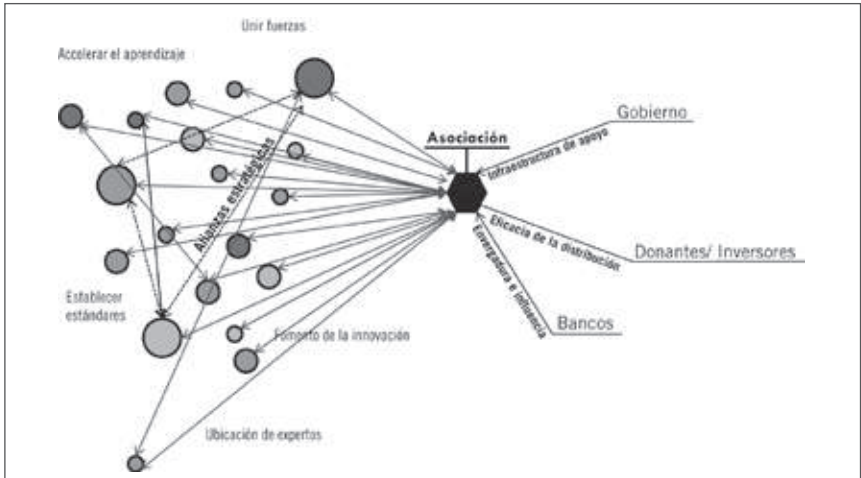 Unir fuerzas
Accelerar el aprendizaje
Gobierno
Asociación
Infraestructura de apoyo
Alianzas estratégicas
Eficacia de la distribución
Donantes/ Inversores
Envergadura e influencia
Establecer
estándares
Bancos
Fomento de la innovación
Ubicación de expertos